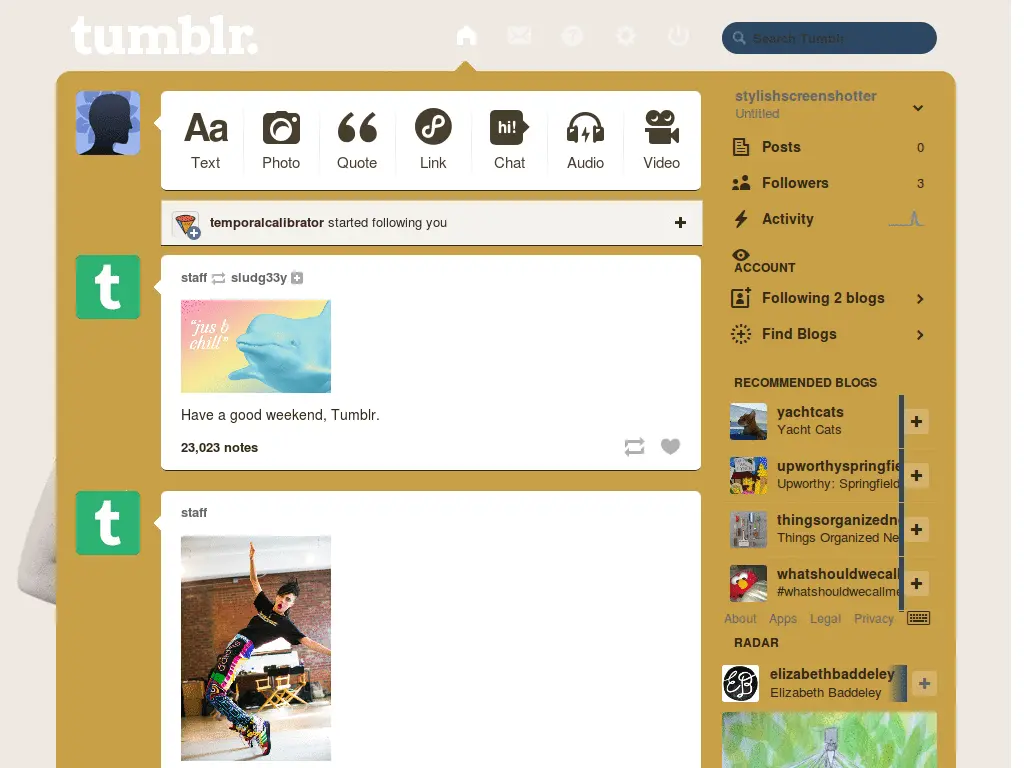 tumblr.
Search Tumblr
Aa
hi!
Text
Photo
Quote
Link
Chat
Audio
Video
temporalcalibrator started following you
t
staff sludg33y
"jus b
chill"
Have a good weekend, Tumblr.
23,023 notes
t
staff
stylishscreenshotter
Untitled
Posts 0
Followers 3
Activity
ACCOUNT
Following 2 blogs
Find Blogs
RECOMMENDED BLOGS
yachtcats
Yacht Cats
upworthyspringfie
Upworthy: Springfield
thingsorganizedn
Things Organized Ne
whatshouldwecall
#whatshouldwecallme
About Apps Legal Privacy
RADAR
EB
elizabethbaddeley
Elizabeth Baddeley